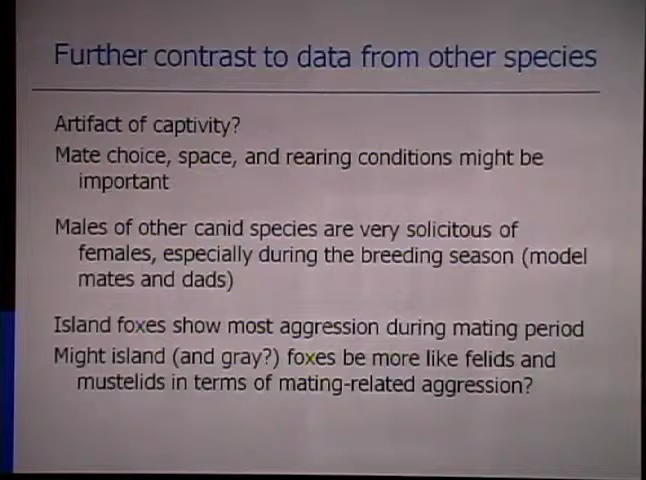 Further contrast to data from other species
Artifact of captivity?
Mate choice, space, and rearing conditions might be
important
Males of other canid species are very solicitous of
females, especially during the breeding season (model
mates and dads)
Island foxes show most aggression during mating period
Might island (and gray?) foxes be more like felids and
mustelids in terms of mating-related aggression?